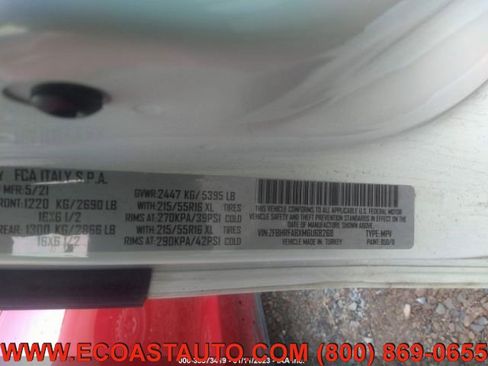 FCA ITALY S.P.A.
MFR: 5/21
GVWR: 2447 KG/ 5395 LB
FRONT: 1220 KG/2690 LB
WITH 215/55R16 XL TIRES
16X6 1/2
RIMS AT: 270KPA/39PSI COLD
REAR: 1300 KG/2866 LB
WITH 215/55R16 XL TIRES
16X6 1/2
RIMS AT: 290KPA/42PSI COLD
THIS VEHICLE CONFORMS TO ALL APPLICABLE U.S. FEDERAL MOTOR
VEHICLE SAFETY AND THEFT PREVENTION STANDARDS IN EFFECT ON THE
DATE OF MANUFACTURE SHOWN ABOVE.
TYPE: MPV
MADE IN, TURKEY
WWW.ECOASTAUTO.COM (800) 869-0655